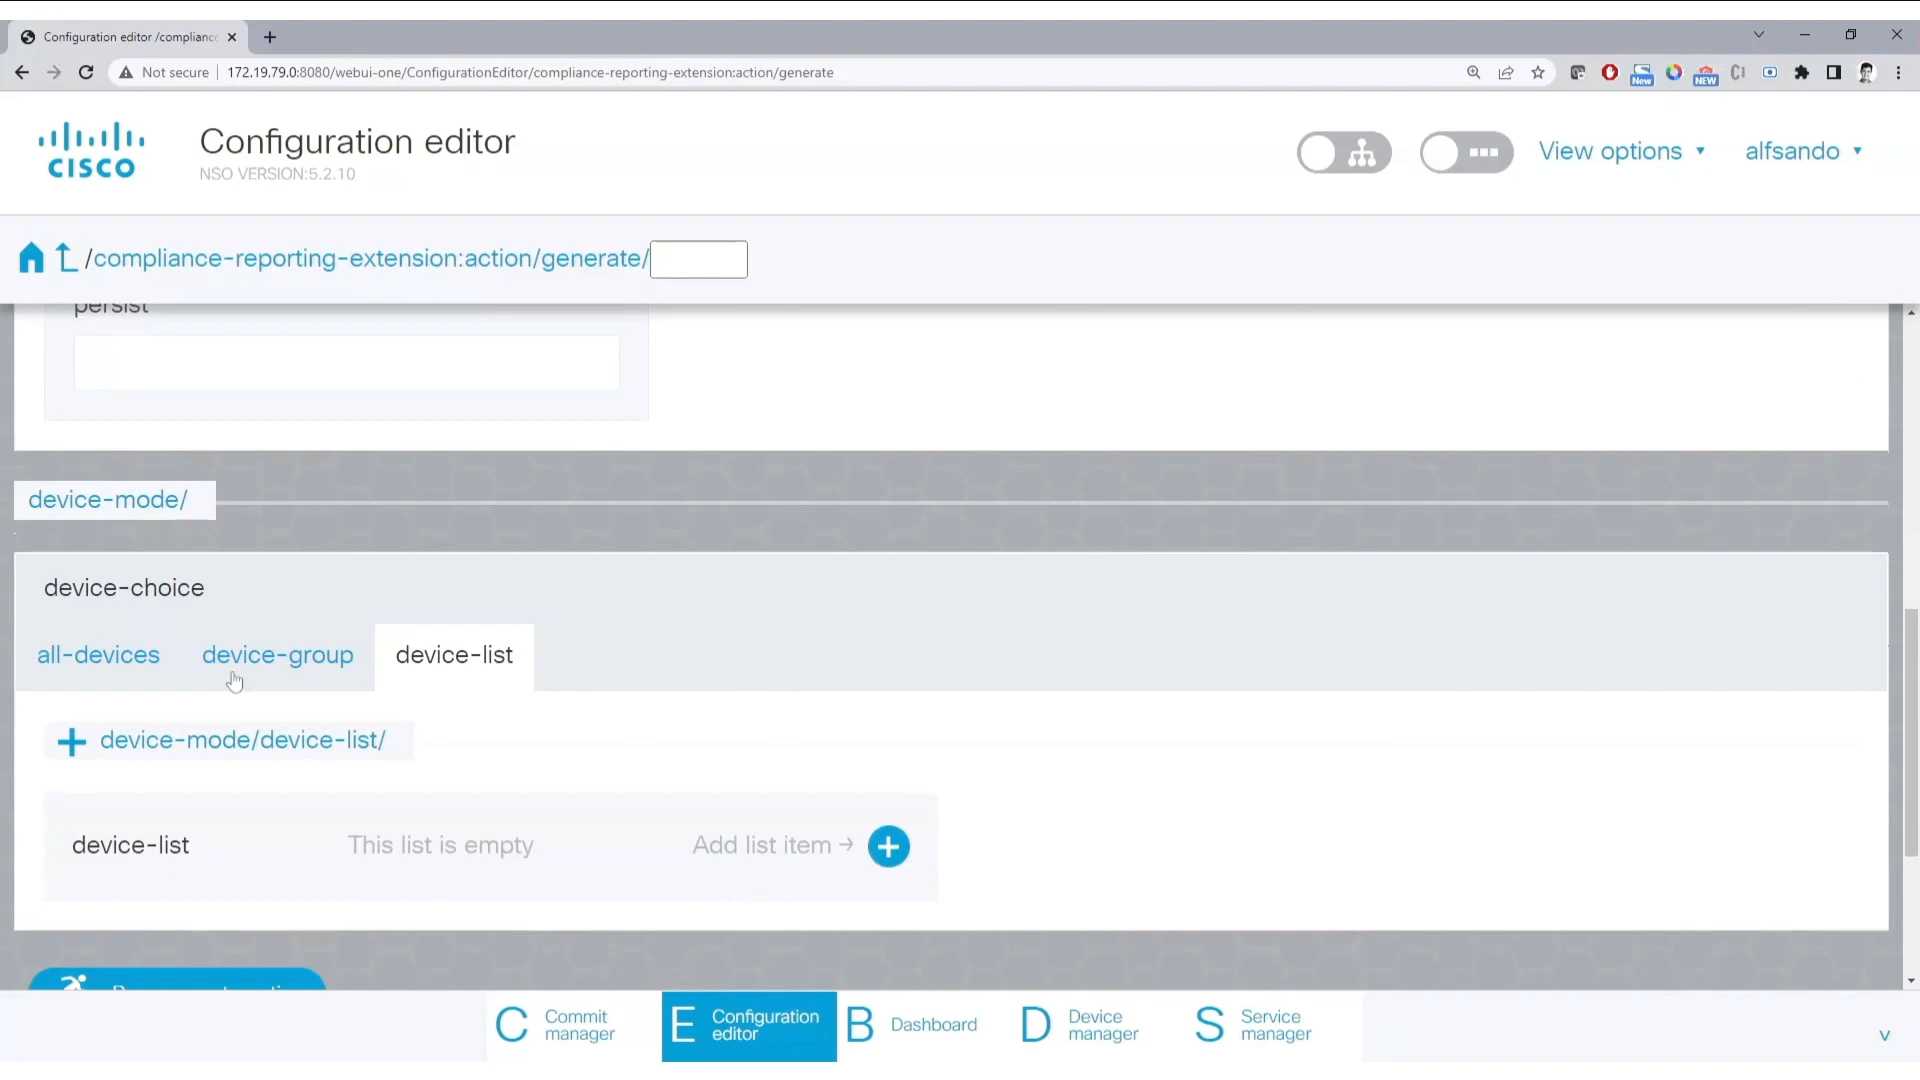 Configuration editor /compliance
Not secure
172.19.79.0:8080/webui-one/ConfigurationEditor/compliance-reporting-extension:action/generate
New
NEW
CISCO
Configuration editor
NSO VERSION:5.2.10
View options
alfsando
/compliance-reporting-extension:action/generate/
persist
device-mode/
device-choice
all-devices
device-group
device-list
+ device-mode/device-list/
device-list
This list is empty
Add list item →
C Commit manager
E Configuration editor
B Dashboard
D Device manager
S Service manager
v